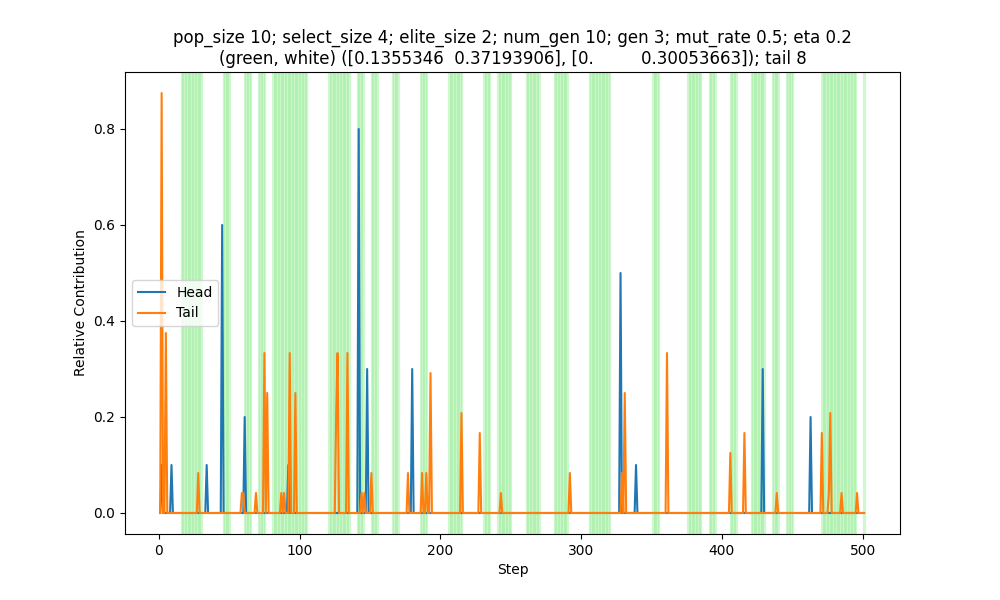 pop_size 10; select_size 4; elite_size 2; num_gen 10; gen 3; mut_rate 0.5; eta 0.2
(green, white) ([0.1355346  0.37193906], [0.         0.30053663]); tail 8
0.8
0.6
0.4
0.2
0.0
Relative Contribution
Head
Tail
0 100 200 300 400 500
Step